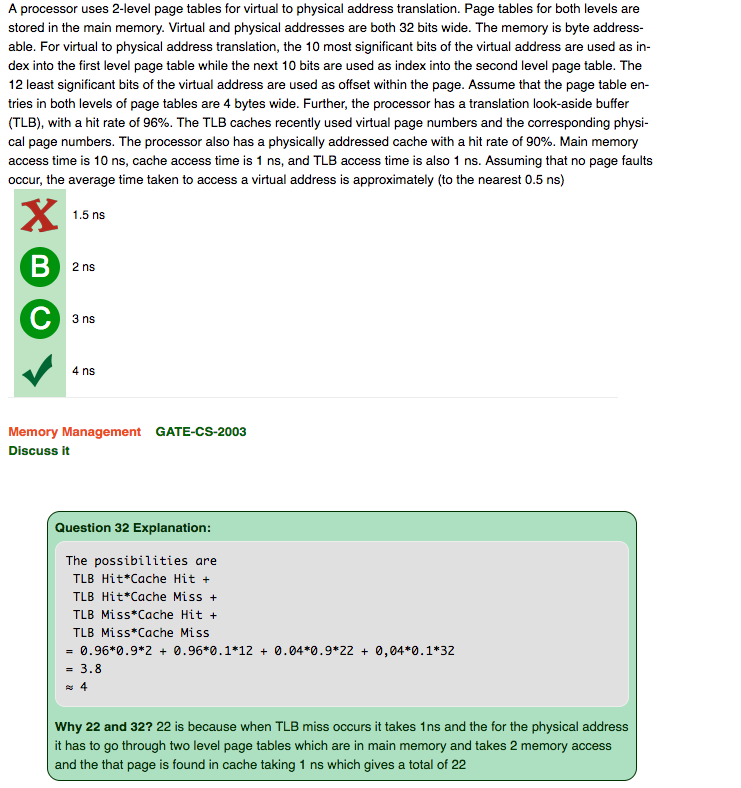 A processor uses 2-level page tables for virtual to physical address translation. Page tables for both levels are
stored in the main memory. Virtual and physical addresses are both 32 bits wide. The memory is byte address-
able. For virtual to physical address translation, the 10 most significant bits of the virtual address are used as in-
dex into the first level page table while the next 10 bits are used as index into the second level page table. The
12 least significant bits of the virtual address are used as offset within the page. Assume that the page table en-
tries in both levels of page tables are 4 bytes wide. Further, the processor has a translation look-aside buffer
(TLB), with a hit rate of 96%. The TLB caches recently used virtual page numbers and the corresponding physi-
cal page numbers. The processor also has a physically addressed cache with a hit rate of 90%. Main memory
access time is 10 ns, cache access time is 1 ns, and TLB access time is also 1 ns. Assuming that no page faults
occur, the average time taken to access a virtual address is approximately (to the nearest 0.5 ns)
X 1.5 ns
B 2 ns
C 3 ns
4 ns
Memory Management GATE-CS-2003
Discuss it
Question 32 Explanation:
The possibilities are
TLB Hit*Cache Hit +
TLB Hit*Cache Miss +
TLB Miss*Cache Hit +
TLB Miss*Cache Miss
= 0.96*0.9*2 + 0.96*0.1*12 + 0.04*0.9*22 + 0,04*0.1*32
= 3.8
≈ 4
Why 22 and 32? 22 is because when TLB miss occurs it takes 1ns and the for the physical address
it has to go through two level page tables which are in main memory and takes 2 memory access
and the that page is found in cache taking 1 ns which gives a total of 22